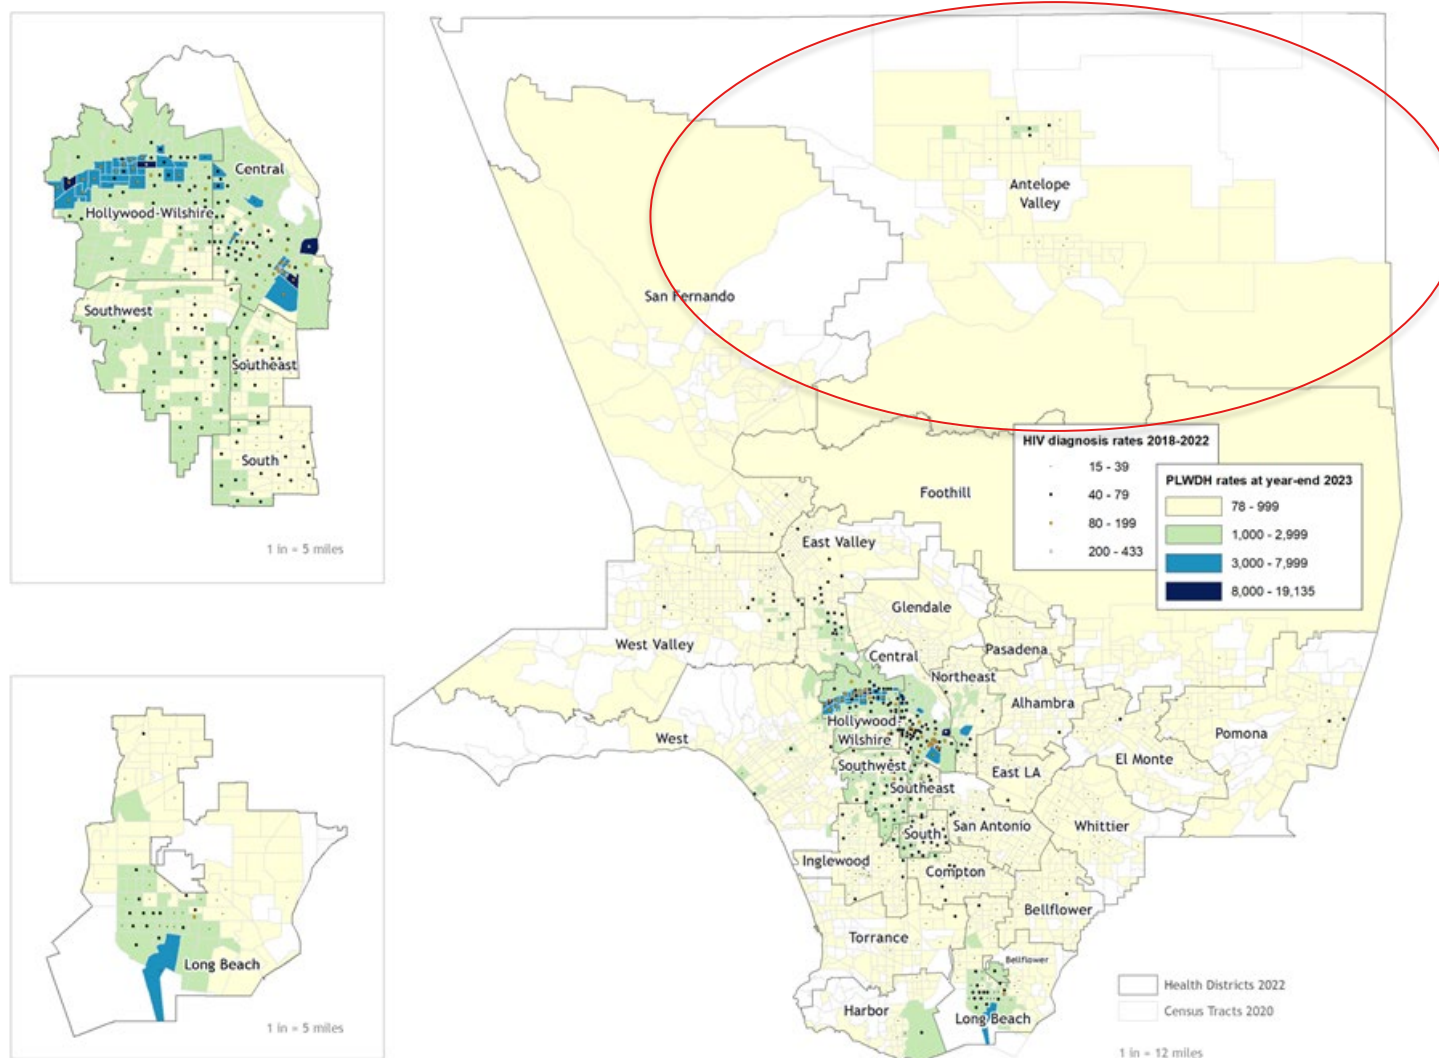 Central
Hollywood-Wilshire
Southwest
Southeast
South
1 in = 5 miles
Long Beach
1 in = 5 miles
Antelope
Valley
San Fernando
HIV diagnosis rates 2018-2022
15 - 39
40 - 79
80 - 199
200 - 433
PLWDH rates at year-end 2023
78 - 999
1,000 - 2,999
3,000 - 7,999
8,000 - 19,135
Foothill
East Valley
Glendale
West Valley
Central
Pasadena
Northeast
Alhambra
Hollywood-
Wilshire
West
Pomona
El Monte
Southwest
East LA
Southeast
San Antonio
South
Whittier
Inglewood
Compton
Bellflower
Torrance
Bellflower
Harbor
Long Beach
Health Districts 2022
Census Tracts 2020
1 in = 12 miles